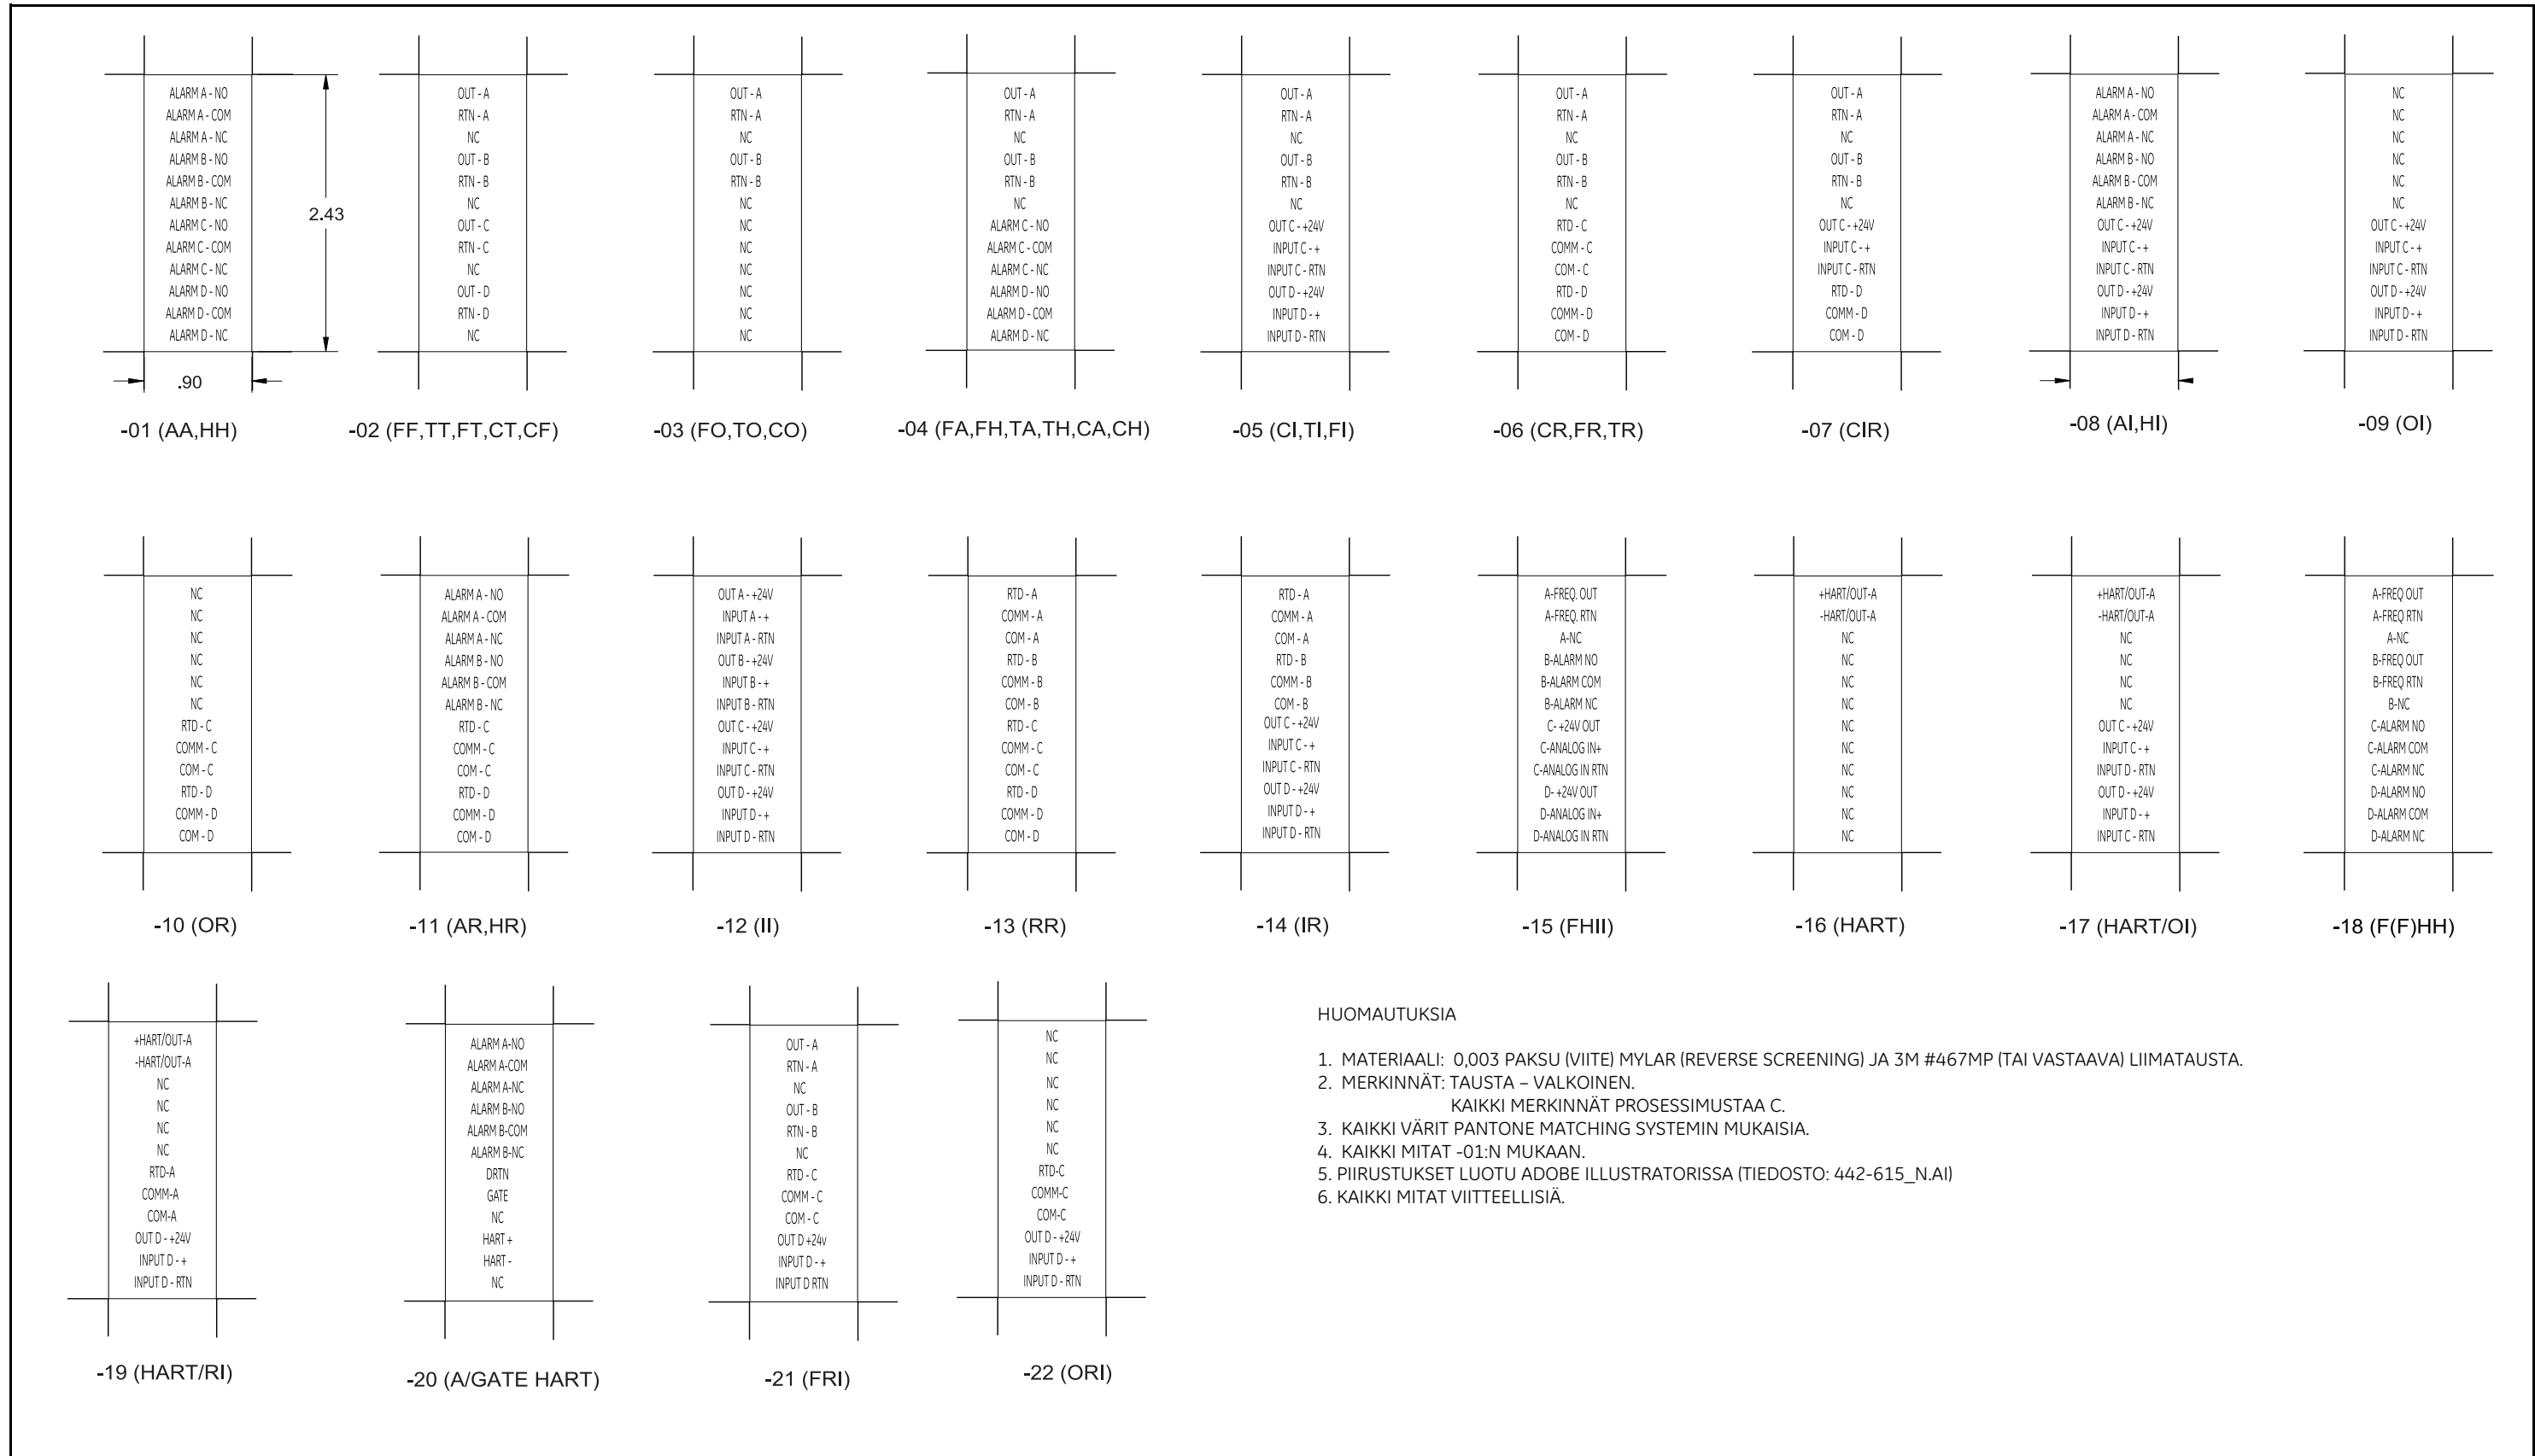 ALARM A - NO
ALARM A - COM
ALARM A - NC
ALARM B - NO
ALARM B - COM
ALARM B - NC
ALARM C - NO
ALARM C - COM
ALARM C - NC
ALARM D - NO
ALARM D - COM
ALARM D - NC
2.43
.90
-01 (AA,HH)
OUT - A
RTN - A
NC
OUT - B
RTN - B
NC
OUT - C
RTN - C
NC
OUT - D
RTN - D
NC
-02 (FF,TT,FT,CT,CF)
OUT - A
RTN - A
NC
OUT - B
RTN - B
NC
NC
NC
NC
NC
NC
NC
-03 (FO,TO,CO)
OUT - A
RTN - A
NC
OUT - B
RTN - B
NC
ALARM C - NO
ALARM C - COM
ALARM C - NC
ALARM D - NO
ALARM D - COM
ALARM D - NC
-04 (FA,FH,TA,TH,CA,CH)
OUT - A
RTN - A
NC
OUT - B
RTN - B
NC
OUT C - +24V
INPUT C - +
INPUT C - RTN
OUT D - +24V
INPUT D - +
INPUT D - RTN
-05 (CI,TI,FI)
OUT - A
RTN - A
NC
OUT - B
RTN - B
NC
RTD - C
COMM - C
COM - C
RTD - D
COMM - D
COM - D
-06 (CR,FR,TR)
OUT - A
RTN - A
NC
OUT - B
RTN - B
NC
OUT C - +24V
INPUT C - +
INPUT C - RTN
RTD - D
COMM - D
COM - D
-07 (CIR)
ALARM A - NO
ALARM A - COM
ALARM A - NC
ALARM B - NO
ALARM B - COM
ALARM B - NC
OUT C - +24V
INPUT C - +
INPUT C - RTN
OUT D - +24V
INPUT D - +
INPUT D - RTN
-08 (AI,HI)
NC
NC
NC
NC
NC
NC
OUT C - +24V
INPUT C - +
INPUT C - RTN
OUT D - +24V
INPUT D - +
INPUT D - RTN
-09 (OI)
NC
NC
NC
NC
NC
NC
RTD - C
COMM - C
COM - C
RTD - D
COMM - D
COM - D
-10 (OR)
ALARM A - NO
ALARM A - COM
ALARM A - NC
ALARM B - NO
ALARM B - COM
ALARM B - NC
RTD - C
COMM - C
COM - C
RTD - D
COMM - D
COM - D
-11 (AR,HR)
OUT A - +24V
INPUT A - +
INPUT A - RTN
OUT B - +24V
INPUT B - +
INPUT B - RTN
OUT C - +24V
INPUT C - +
INPUT C - RTN
OUT D - +24V
INPUT D - +
INPUT D - RTN
-12 (II)
RTD - A
COMM - A
COM - A
RTD - B
COMM - B
COM - B
RTD - C
COMM - C
COM - C
RTD - D
COMM - D
COM - D
-13 (RR)
RTD - A
COMM - A
COM - A
RTD - B
COMM - B
COM - B
OUT C - +24V
INPUT C - +
INPUT C - RTN
OUT D - +24V
INPUT D - +
INPUT D - RTN
-14 (IR)
A-FREQ. OUT
A-FREQ. RTN
A-NC
B-ALARM NO
B-ALARM COM
B-ALARM NC
C- +24V OUT
C-ANALOG IN+
C-ANALOG IN RTN
D- +24V OUT
D-ANALOG IN+
D-ANALOG IN RTN
-15 (FHII)
+HART/OUT-A
-HART/OUT-A
NC
NC
NC
NC
NC
NC
NC
NC
NC
NC
-16 (HART)
+HART/OUT-A
-HART/OUT-A
NC
NC
NC
NC
OUT C - +24V
INPUT C - +
INPUT D - RTN
OUT D - +24V
INPUT D - +
INPUT C - RTN
-17 (HART/OI)
A-FREQ OUT
A-FREQ RTN
A-NC
B-FREQ OUT
B-FREQ RTN
B-NC
C-ALARM NO
C-ALARM COM
C-ALARM NC
D-ALARM NO
D-ALARM COM
D-ALARM NC
-18 (F(F)HH)
+HART/OUT-A
-HART/OUT-A
NC
NC
NC
NC
RTD-A
COMM-A
COM-A
OUT D - +24V
INPUT D - +
INPUT D - RTN
-19 (HART/RI)
ALARM A-NO
ALARM A-COM
ALARM A-NC
ALARM B-NO
ALARM B-COM
ALARM B-NC
DRTN
GATE
NC
HART +
HART -
NC
-20 (A/GATE HART)
OUT - A
RTN - A
NC
OUT - B
RTN - B
NC
RTD - C
COMM - C
COM - C
OUT D +24v
INPUT D - +
INPUT D RTN
-21 (FRI)
NC
NC
NC
NC
NC
NC
RTD-C
COMM-C
COM-C
OUT D - +24V
INPUT D - +
INPUT D - RTN
-22 (ORI)
HUOMAUTUKSIA
1. MATERIAALI: 0,003 PAKSU (VIITE) MYLAR (REVERSE SCREENING) JA 3M #467MP (TAI VASTAAVA) LIIMATAUSTA.
2. MERKINNÄT: TAUSTA – VALKOINEN.
KAIKKI MERKINNÄT PROSESSIMUSTAA C.
3. KAIKKI VÄRIT PANTONE MATCHING SYSTEMIN MUKAISIA.
4. KAIKKI MITAT -01:N MUKAAN.
5. PIIRUSTUKSET LUOTU ADOBE ILLUSTRATORISSA (TIEDOSTO: 442-615_N.AI)
6. KAIKKI MITAT VIITTEELLISIÄ.